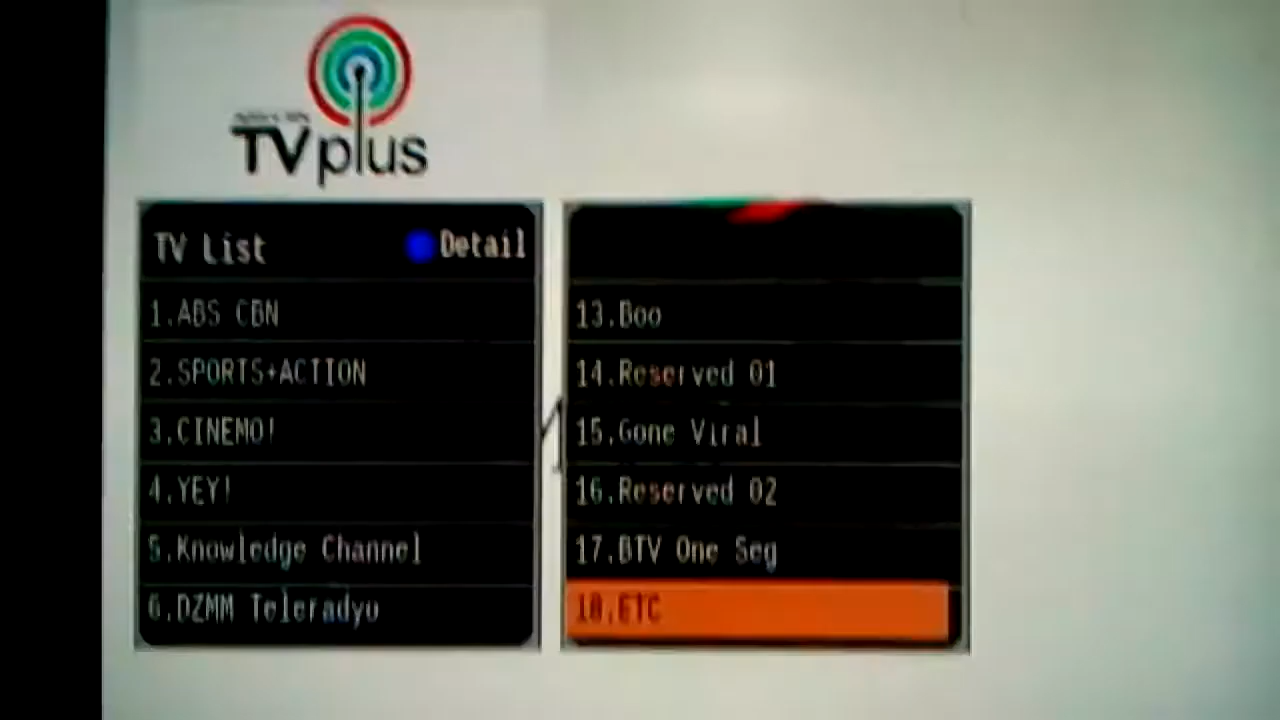 TVplus
TV List
Detail
1.ABS CBN
2.SPORTS+ACTION
3.CINEMO!
4.YEY!
5.Knowledge Channel
6.DZMM Teleradyo
13.Boo
14.Reserved 01
15.Gone Viral
16.Reserved 02
17.BTV One Seg
18.ETC